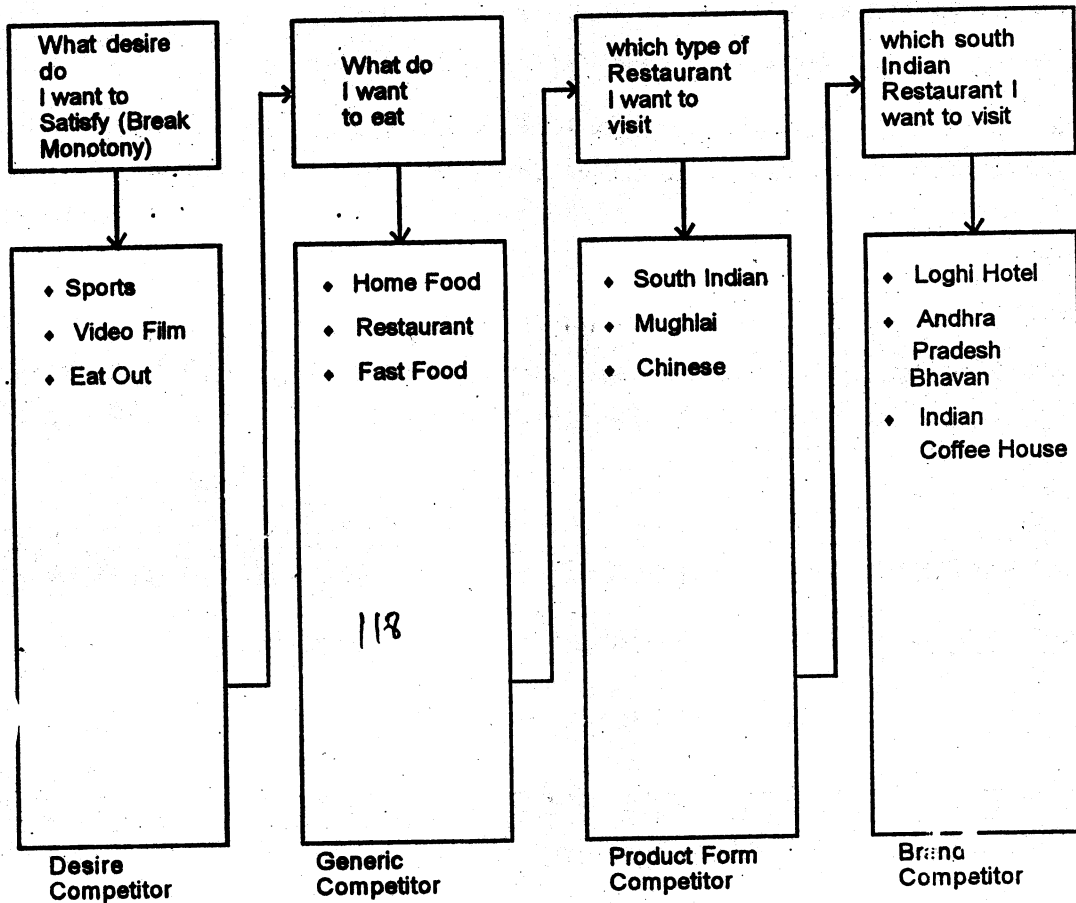 What desire
do
I want to
Satisfy (Break
Monotony)
What do
I want
to eat
which type of
Restaurant
I want to
visit
which south
Indian
Restaurant I
want to visit
♦ Sports
♦ Video Film
♦ Eat Out
♦ Home Food
♦ Restaurant
♦ Fast Food
118
♦ South Indian
♦ Mughlai
♦ Chinese
♦ Loghi Hotel
♦ Andhra
Pradesh
Bhavan
♦ Indian
Coffee House
Desire
Competitor
Generic
Competitor
Product Form
Competitor
Brand
Competitor